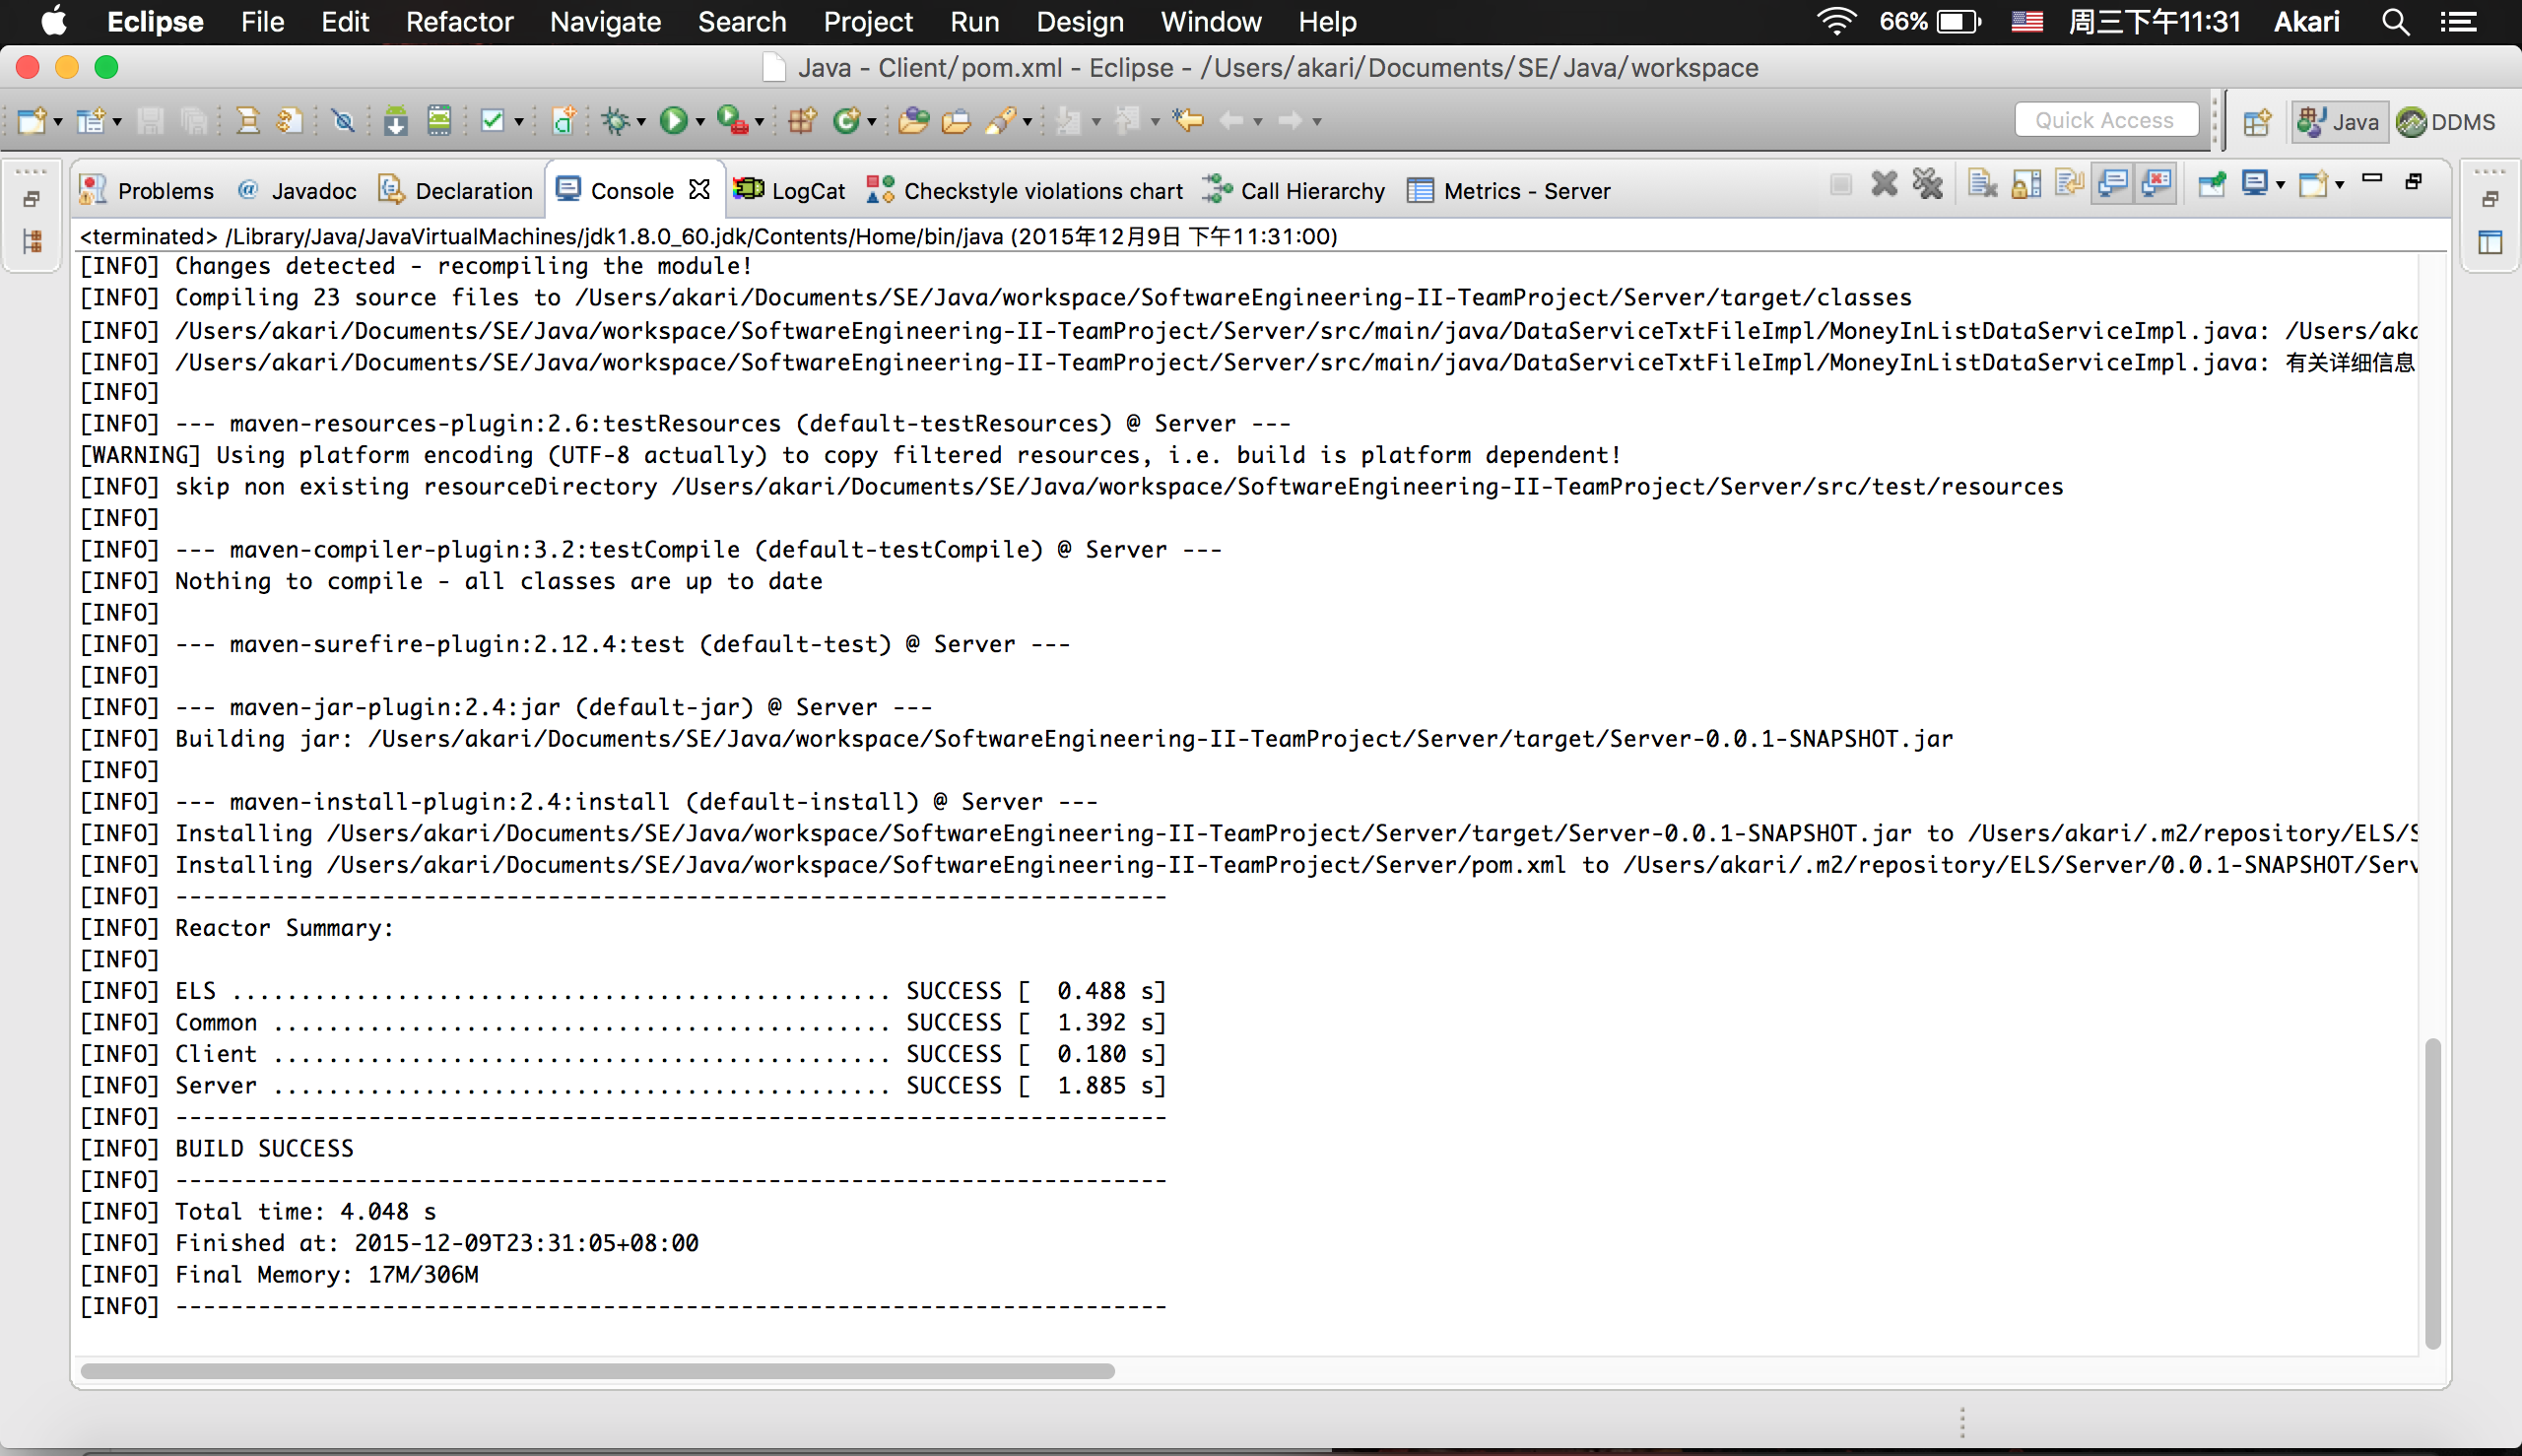 Eclipse File Edit Refactor Navigate Search Project Run Design Window Help 66% 周三下午11:31 Akari
Java - Client/pom.xml - Eclipse - /Users/akari/Documents/SE/Java/workspace
Quick Access Java DDMS
Problems @ Javadoc Declaration Console LogCat Checkstyle violations chart Call Hierarchy Metrics - Server
<terminated> /Library/Java/JavaVirtualMachines/jdk1.8.0_60.jdk/Contents/Home/bin/java (2015年12月9日 下午11:31:00)
[INFO] Changes detected - recompiling the module!
[INFO] Compiling 23 source files to /Users/akari/Documents/SE/Java/workspace/SoftwareEngineering-II-TeamProject/Server/target/classes
[INFO] /Users/akari/Documents/SE/Java/workspace/SoftwareEngineering-II-TeamProject/Server/src/main/java/DataServiceTxtFileImpl/MoneyInListDataServiceImpl.java: /Users/aka
[INFO] /Users/akari/Documents/SE/Java/workspace/SoftwareEngineering-II-TeamProject/Server/src/main/java/DataServiceTxtFileImpl/MoneyInListDataServiceImpl.java: 有关详细信息
[INFO]
[INFO] --- maven-resources-plugin:2.6:testResources (default-testResources) @ Server ---
[WARNING] Using platform encoding (UTF-8 actually) to copy filtered resources, i.e. build is platform dependent!
[INFO] skip non existing resourceDirectory /Users/akari/Documents/SE/Java/workspace/SoftwareEngineering-II-TeamProject/Server/src/test/resources
[INFO]
[INFO] --- maven-compiler-plugin:3.2:testCompile (default-testCompile) @ Server ---
[INFO] Nothing to compile - all classes are up to date
[INFO]
[INFO] --- maven-surefire-plugin:2.12.4:test (default-test) @ Server ---
[INFO]
[INFO] --- maven-jar-plugin:2.4:jar (default-jar) @ Server ---
[INFO] Building jar: /Users/akari/Documents/SE/Java/workspace/SoftwareEngineering-II-TeamProject/Server/target/Server-0.0.1-SNAPSHOT.jar
[INFO]
[INFO] --- maven-install-plugin:2.4:install (default-install) @ Server ---
[INFO] Installing /Users/akari/Documents/SE/Java/workspace/SoftwareEngineering-II-TeamProject/Server/target/Server-0.0.1-SNAPSHOT.jar to /Users/akari/.m2/repository/ELS/S
[INFO] Installing /Users/akari/Documents/SE/Java/workspace/SoftwareEngineering-II-TeamProject/Server/pom.xml to /Users/akari/.m2/repository/ELS/Server/0.0.1-SNAPSHOT/Serv
[INFO] ------------------------------------------------------------------------
[INFO] Reactor Summary:
[INFO]
[INFO] ELS ................................................ SUCCESS [  0.488 s]
[INFO] Common ............................................. SUCCESS [  1.392 s]
[INFO] Client ............................................. SUCCESS [  0.180 s]
[INFO] Server ............................................. SUCCESS [  1.885 s]
[INFO] ------------------------------------------------------------------------
[INFO] BUILD SUCCESS
[INFO] ------------------------------------------------------------------------
[INFO] Total time: 4.048 s
[INFO] Finished at: 2015-12-09T23:31:05+08:00
[INFO] Final Memory: 17M/306M
[INFO] ------------------------------------------------------------------------